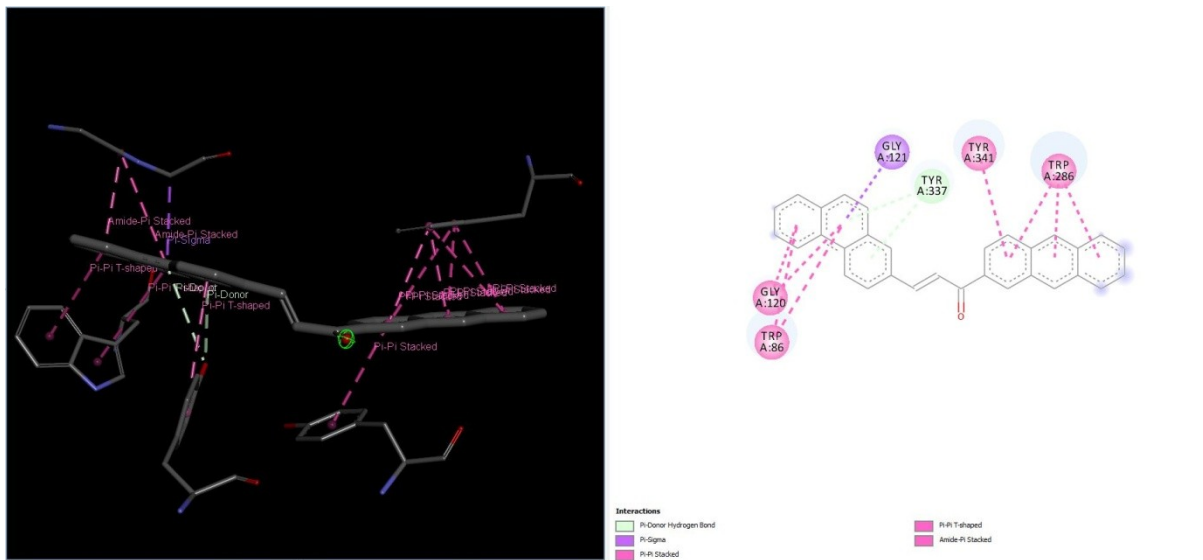 Amide-Pi Stacked
Amide-Pi Stacked
Pi-Sigma
Pi-Pi T-shaped
Pi-Donor
Pi-Pi T-shaped
Pi-Pi Stacked
Pi-Pi Stacked
GLY
A:121
TYR
A:337
TYR
A:341
TRP
A:286
GLY
A:120
TRP
A:86
O
Interactions
Pi-Donor Hydrogen Bond
Pi-Sigma
Pi-Pi Stacked
Pi-Pi T-shaped
Amide-Pi Stacked